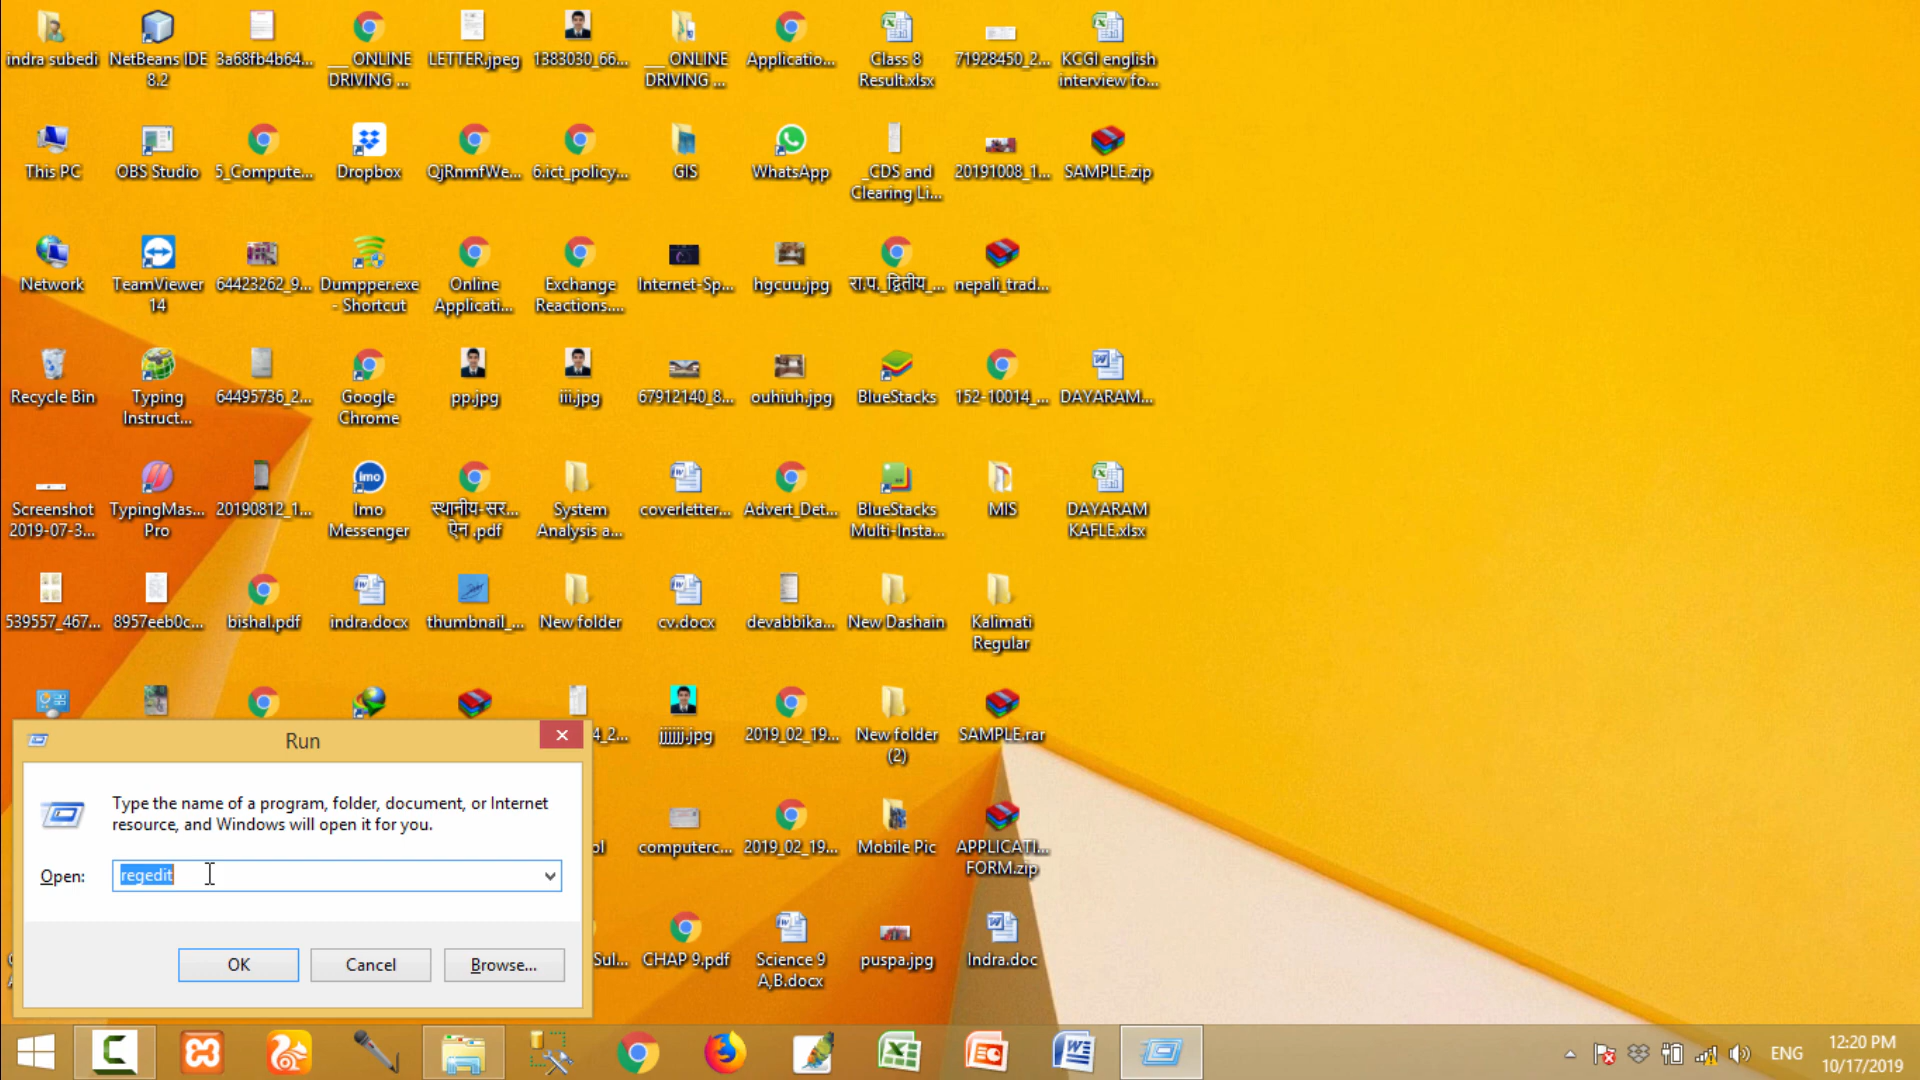 indra subedi
NetBeans IDE
8.2
3a68fb4b64...
___ ONLINE
DRIVING ...
LETTER.jpeg
1383030_66...
___ ONLINE
DRIVING ...
Applicatio...
Class 8
Result.xlsx
71928450_2...
KCGI english
interview fo...
This PC
OBS Studio
5_Compute...
Dropbox
QjRnmfWe...
6.ict_policy...
GIS
WhatsApp
_CDS and
Clearing Li...
20191008_1...
SAMPLE.zip
Network
TeamViewer
14
64423262_9...
Dumpper.exe
- Shortcut
Online
Applicati...
Exchange
Reactions....
Internet-Sp...
hgcuu.jpg
रा.प._द्वितीय_...
nepali_trad...
Recycle Bin
Typing
Instruct...
64495736_2...
Google
Chrome
pp.jpg
iii.jpg
67912140_8...
ouhiuh.jpg
BlueStacks
152-10014_...
DAYARAM...
Screenshot
2019-07-3...
TypingMas...
Pro
20190812_1...
Imo
Messenger
स्थानीय-सर...
ऐन .pdf
System
Analysis a...
coverletter...
Advert_Det...
BlueStacks
Multi-Insta...
MIS
DAYARAM
KAFLE.xlsx
539557_467...
8957eeb0c...
bishal.pdf
indra.docx
thumbnail_...
New folder
cv.docx
devabbika...
New Dashain
Kalimati
Regular
4_2...
jjjjjj.jpg
2019_02_19...
New folder
(2)
SAMPLE.rar
ol
computerc...
2019_02_19...
Mobile Pic
APPLICATI...
FORM.zip
Sul...
CHAP 9.pdf
Science 9
A,B.docx
puspa.jpg
Indra.doc
Run
Type the name of a program, folder, document, or Internet
resource, and Windows will open it for you.
Open:
regedit
OK
Cancel
Browse...
ENG
12:20 PM
10/17/2019